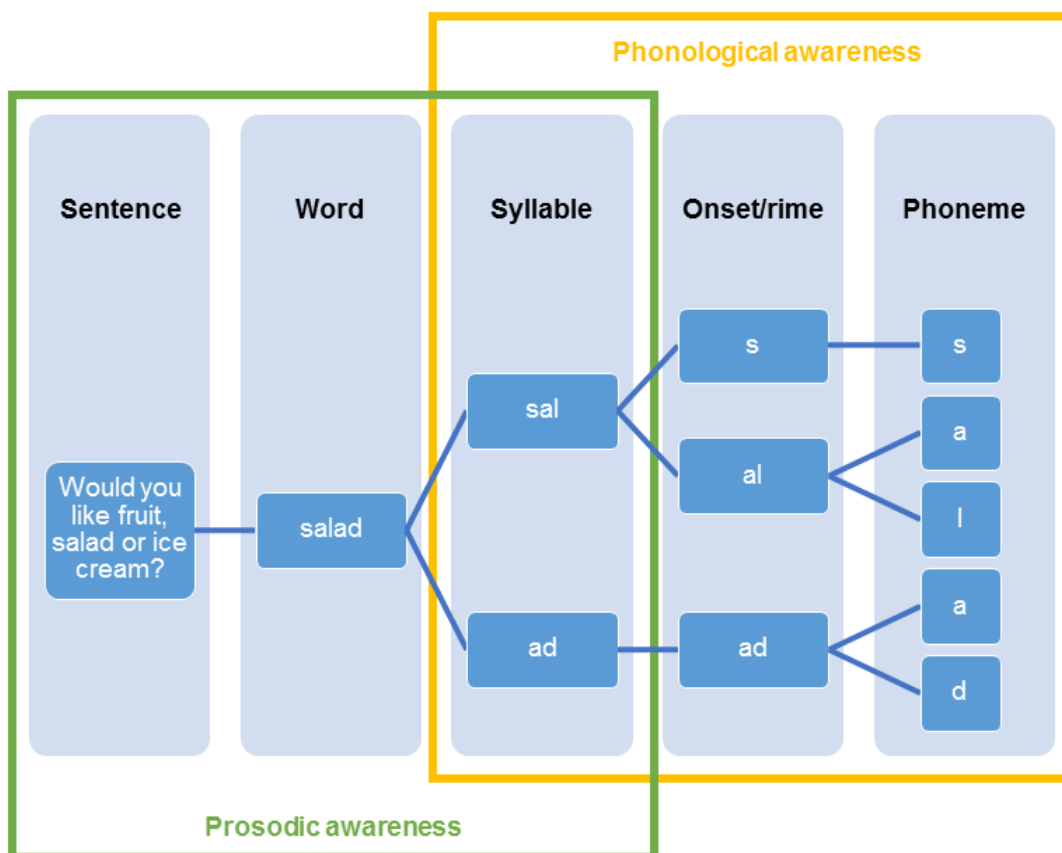 Phonological awareness
Sentence
Word
Syllable
Onset/rime
Phoneme
Would you
like fruit,
salad or ice
cream?
salad
sal
ad
s
al
ad
s
a
l
a
d
Prosodic awareness